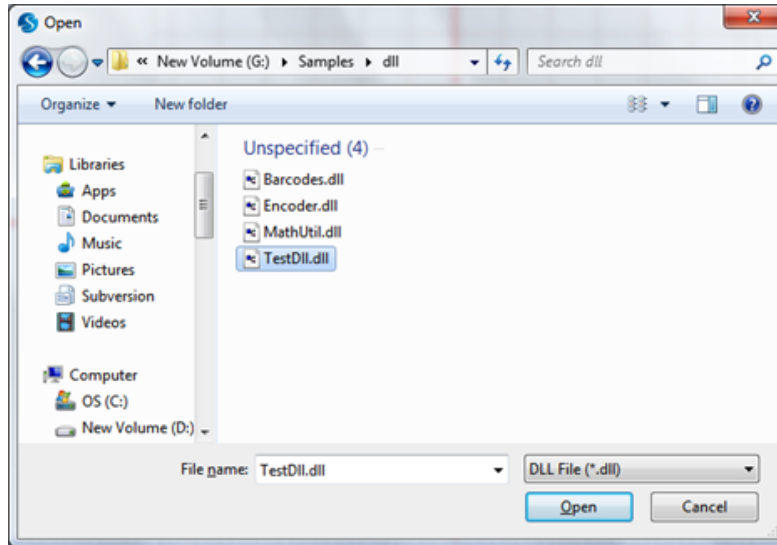 Open
« New Volume (G:) ▸ Samples ▸ dll
Search dll
Organize
New folder
Libraries
Apps
Documents
Music
Pictures
Subversion
Videos
Computer
OS (C:)
New Volume (D:)
Unspecified (4)
Barcodes.dll
Encoder.dll
MathUtil.dll
TestDll.dll
File name: TestDll.dll
DLL File (*.dll)
Open
Cancel